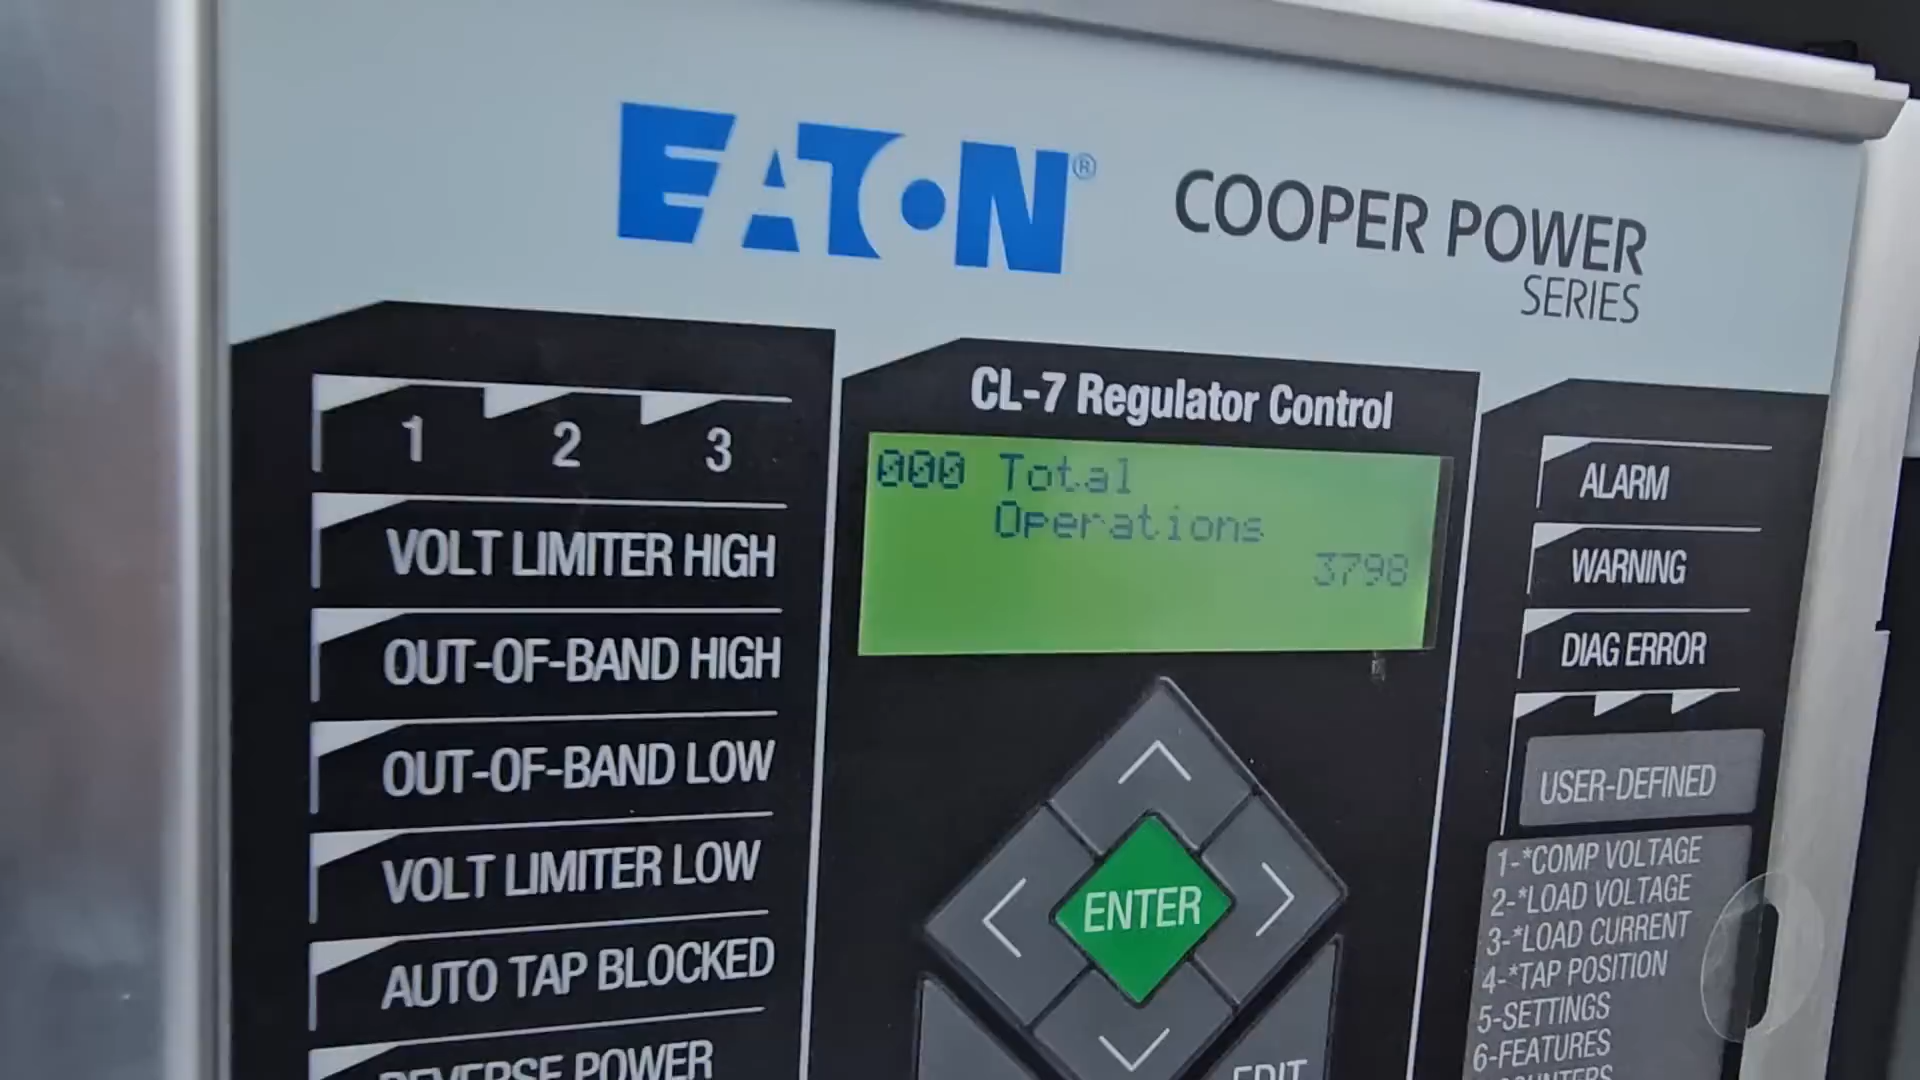 EATON®
COOPER POWER
SERIES
CL-7 Regulator Control
000 Total
Operations
3798
1 2 3
VOLT LIMITER HIGH
OUT-OF-BAND HIGH
OUT-OF-BAND LOW
VOLT LIMITER LOW
AUTO TAP BLOCKED
REVERSE POWER
ENTER
EDIT
ALARM
WARNING
DIAG ERROR
USER-DEFINED
1-*COMP VOLTAGE
2-*LOAD VOLTAGE
3-*LOAD CURRENT
4-*TAP POSITION
5-SETTINGS
6-FEATURES